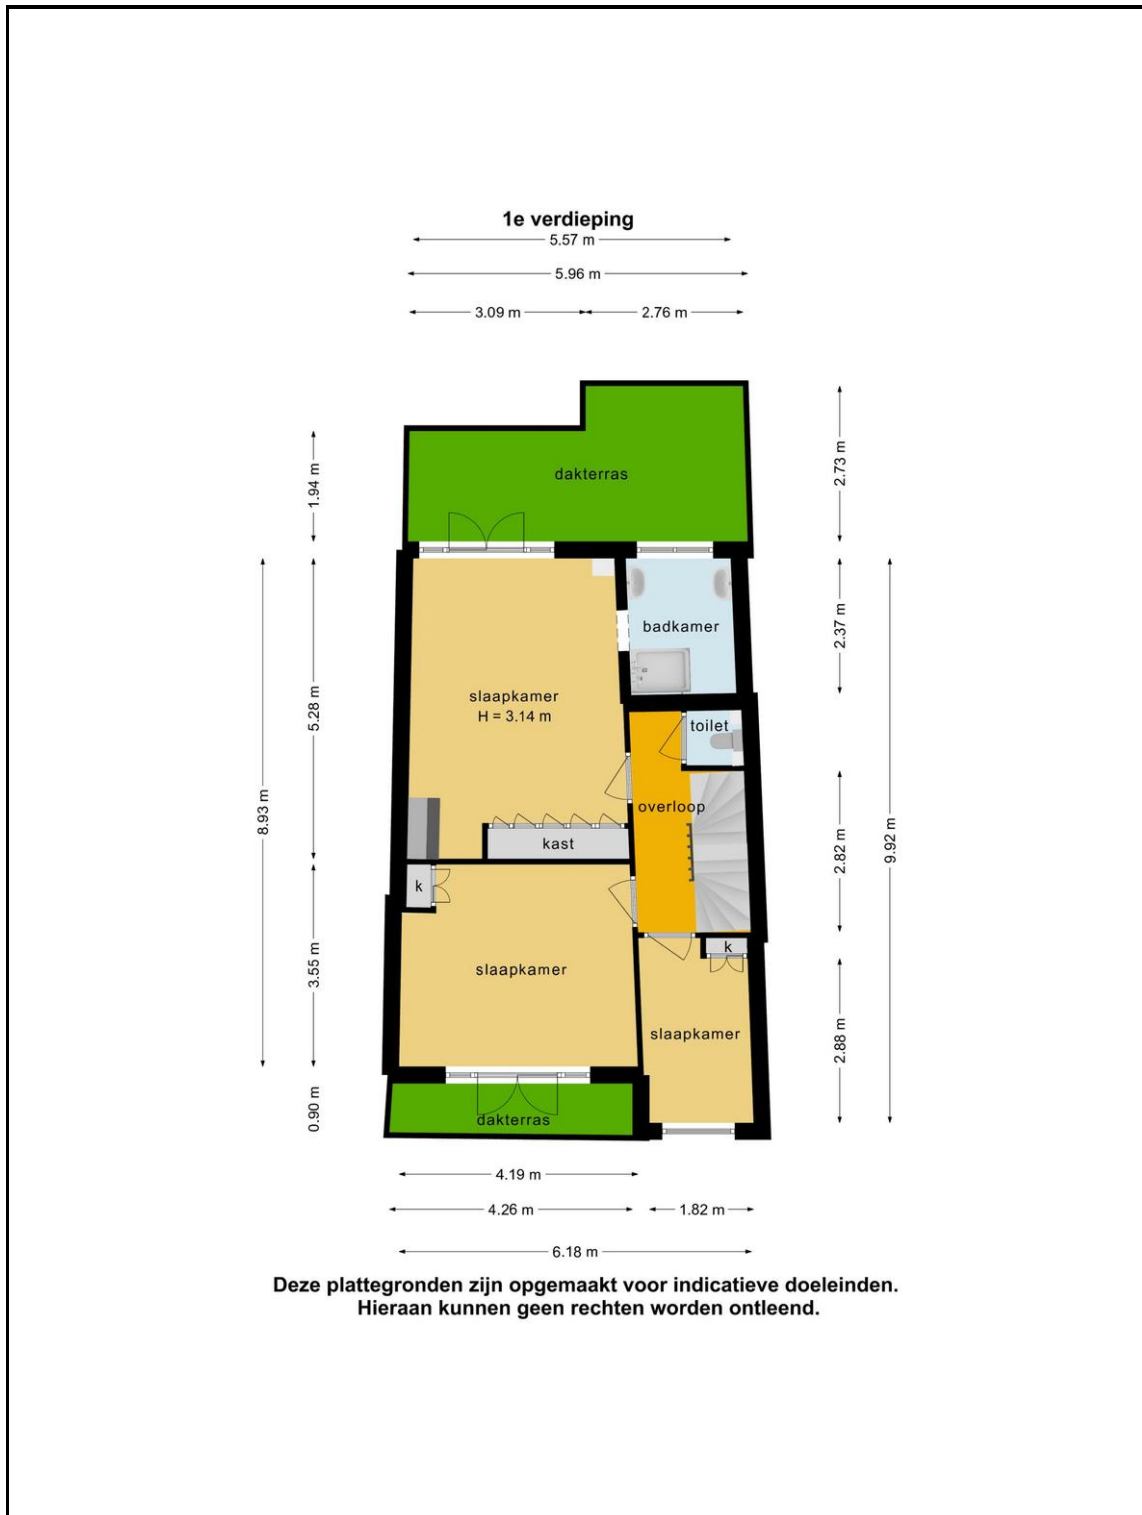 1e verdieping
5.57 m
5.96 m
3.09 m
2.76 m
1.94 m
2.73 m
dakterras
8.93 m
5.28 m
2.37 m
9.92 m
badkamer
slaapkamer
H = 3.14 m
toilet
overloop
kast
2.82 m
k
k
3.55 m
slaapkamer
slaapkamer
2.88 m
0.90 m
dakterras
4.19 m
4.26 m
1.82 m
6.18 m
Deze plattegronden zijn opgemaakt voor indicatieve doeleinden.
Hieraan kunnen geen rechten worden ontleend.